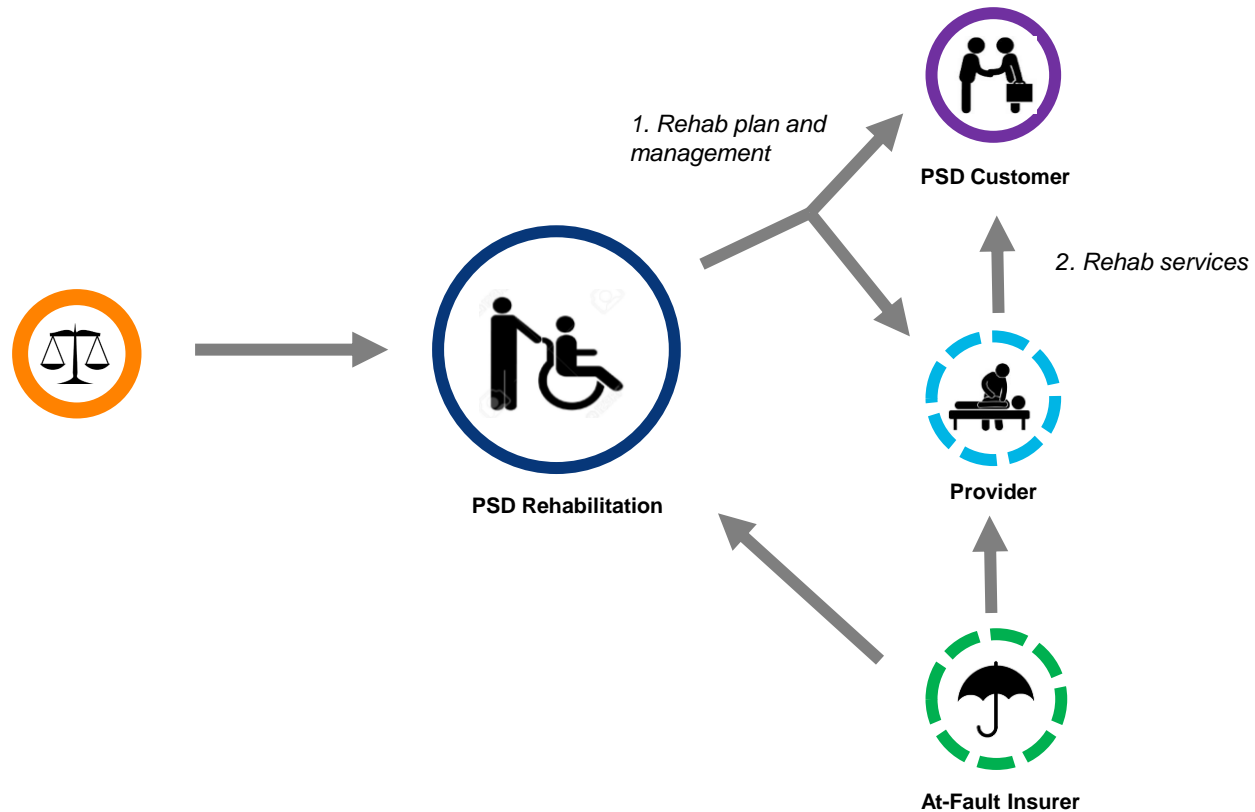 1. Rehab plan and
management
PSD Customer
2. Rehab services
PSD Rehabilitation
Provider
At-Fault Insurer